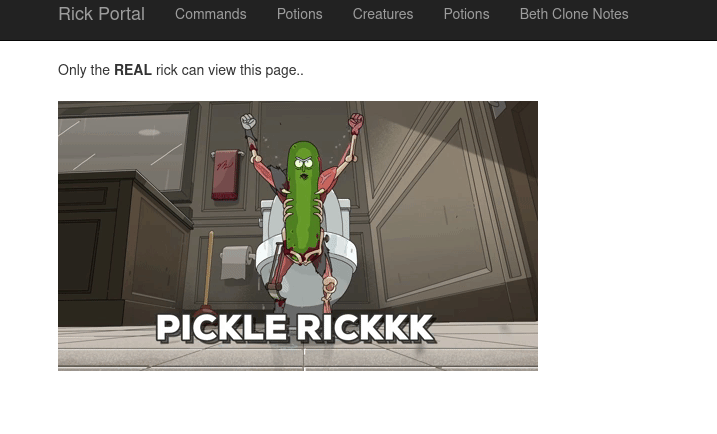 Rick Portal Commands Potions Creatures Potions Beth Clone Notes
Only the REAL rick can view this page..
PICKLE RICKKK